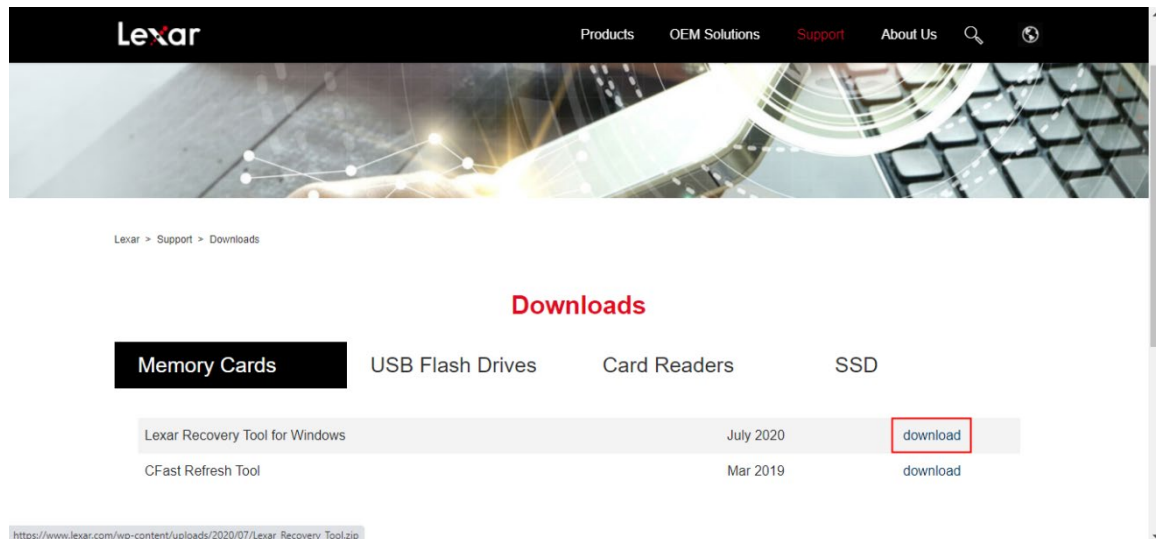 Lexar
Products OEM Solutions Support About Us
Lexar > Support > Downloads
Downloads
Memory Cards USB Flash Drives Card Readers SSD
Lexar Recovery Tool for Windows July 2020 download
CFast Refresh Tool Mar 2019 download
https://www.lexar.com/wp-content/uploads/2020/07/Lexar_Recovery_Tool.zip